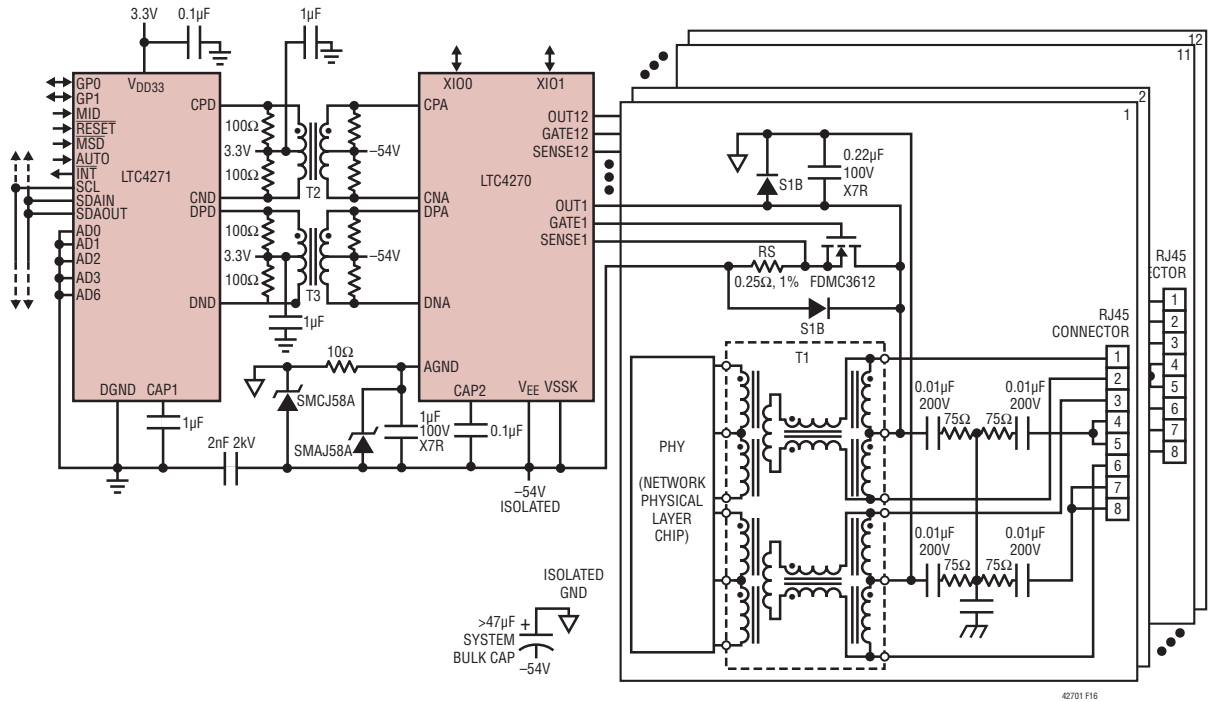 3.3V
0.1µF
1µF
12
11
2
1
GP0
GP1
MID
RESET
MSD
AUTO
INT
SCL
SDAIN
SDAOUT
AD0
AD1
AD2
AD3
AD6
VDD33
LTC4271
CPD
CND
DPD
DND
DGND
CAP1
100Ω
3.3V
100Ω
T2
–54V
100Ω
3.3V
100Ω
T3
–54V
1µF
XIO0
XIO1
CPA
CNA
DPA
DNA
LTC4270
AGND
CAP2
VEE
VSSK
OUT12
GATE12
SENSE12
OUT1
GATE1
SENSE1
10Ω
SMCJ58A
SMAJ58A
1µF
100V
X7R
0.1µF
1µF
2nF 2kV
–54V
ISOLATED
S1B
0.22µF
100V
X7R
RS
0.25Ω, 1%
FDMC3612
S1B
T1
PHY
(NETWORK
PHYSICAL
LAYER
CHIP)
0.01µF
200V
75Ω
75Ω
0.01µF
200V
0.01µF
200V
75Ω
75Ω
0.01µF
200V
RJ45
CONNECTOR
1
2
3
4
5
6
7
8
RJ45
ECTOR
1
2
3
4
5
6
7
8
ISOLATED
GND
>47µF
+
SYSTEM
BULK CAP
–54V
42701 F16